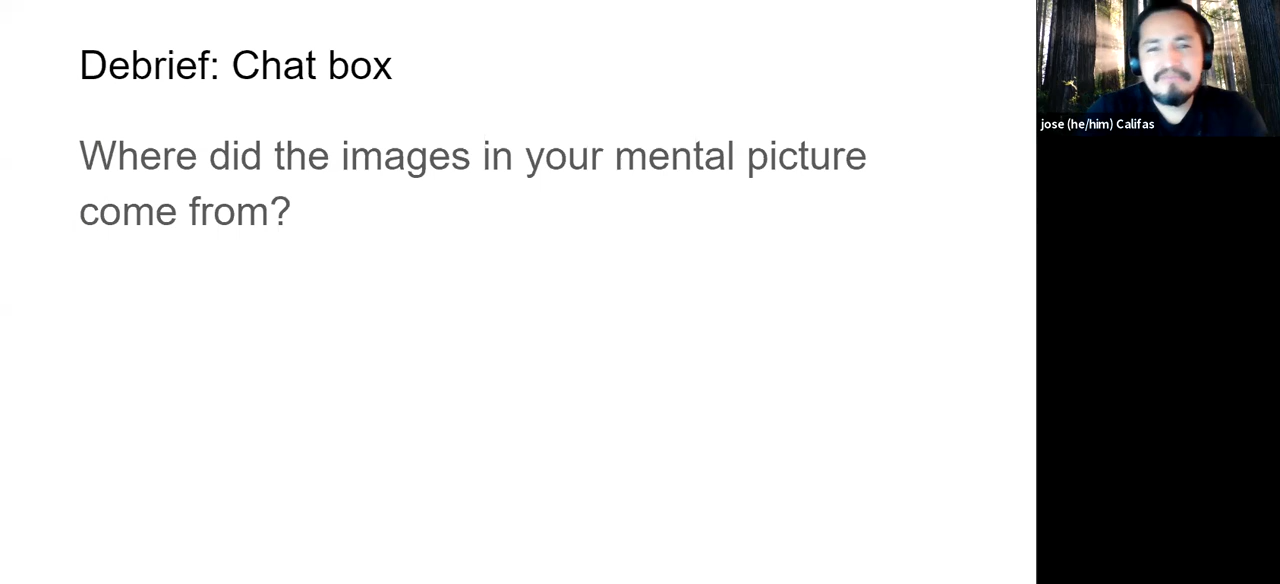 Debrief: Chat box
Where did the images in your mental picture
come from?
jose (he/him) Califas